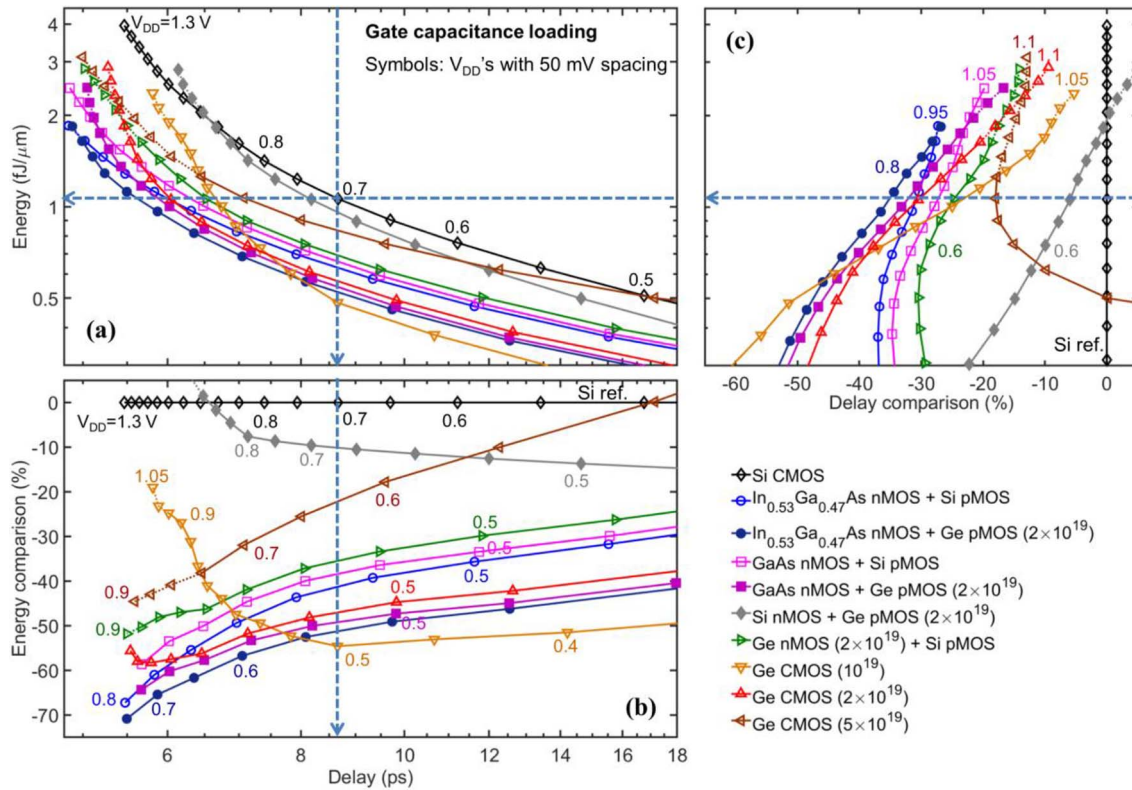 V_DD=1.3 V
Gate capacitance loading
Symbols: V_DD's with 50 mV spacing
0.8
0.7
0.6
0.5
4
3
2
1
0.5
Energy (fJ/μm)
(a)
(c)
1.1
1.1
1.05
1.05
0.95
0.8
0.6
0.6
Si ref.
-60
-50
-40
-30
-20
-10
0
Delay comparison (%)
Si ref.
V_DD=1.3 V
0.8
0.7
0.6
0.8
0.7
0.5
1.05
0.9
0.6
0.7
0.9
0.5
0.5
0.5
0.5
0.9
0.8
0.7
0.6
0.5
0.4
0
-10
-20
-30
-40
-50
-60
-70
Energy comparison (%)
(b)
6
8
10
12
14
16
18
Delay (ps)
Si CMOS
In_0.53Ga_0.47As nMOS + Si pMOS
In_0.53Ga_0.47As nMOS + Ge pMOS (2×10^19)
GaAs nMOS + Si pMOS
GaAs nMOS + Ge pMOS (2×10^19)
Si nMOS + Ge pMOS (2×10^19)
Ge nMOS (2×10^19) + Si pMOS
Ge CMOS (10^19)
Ge CMOS (2×10^19)
Ge CMOS (5×10^19)